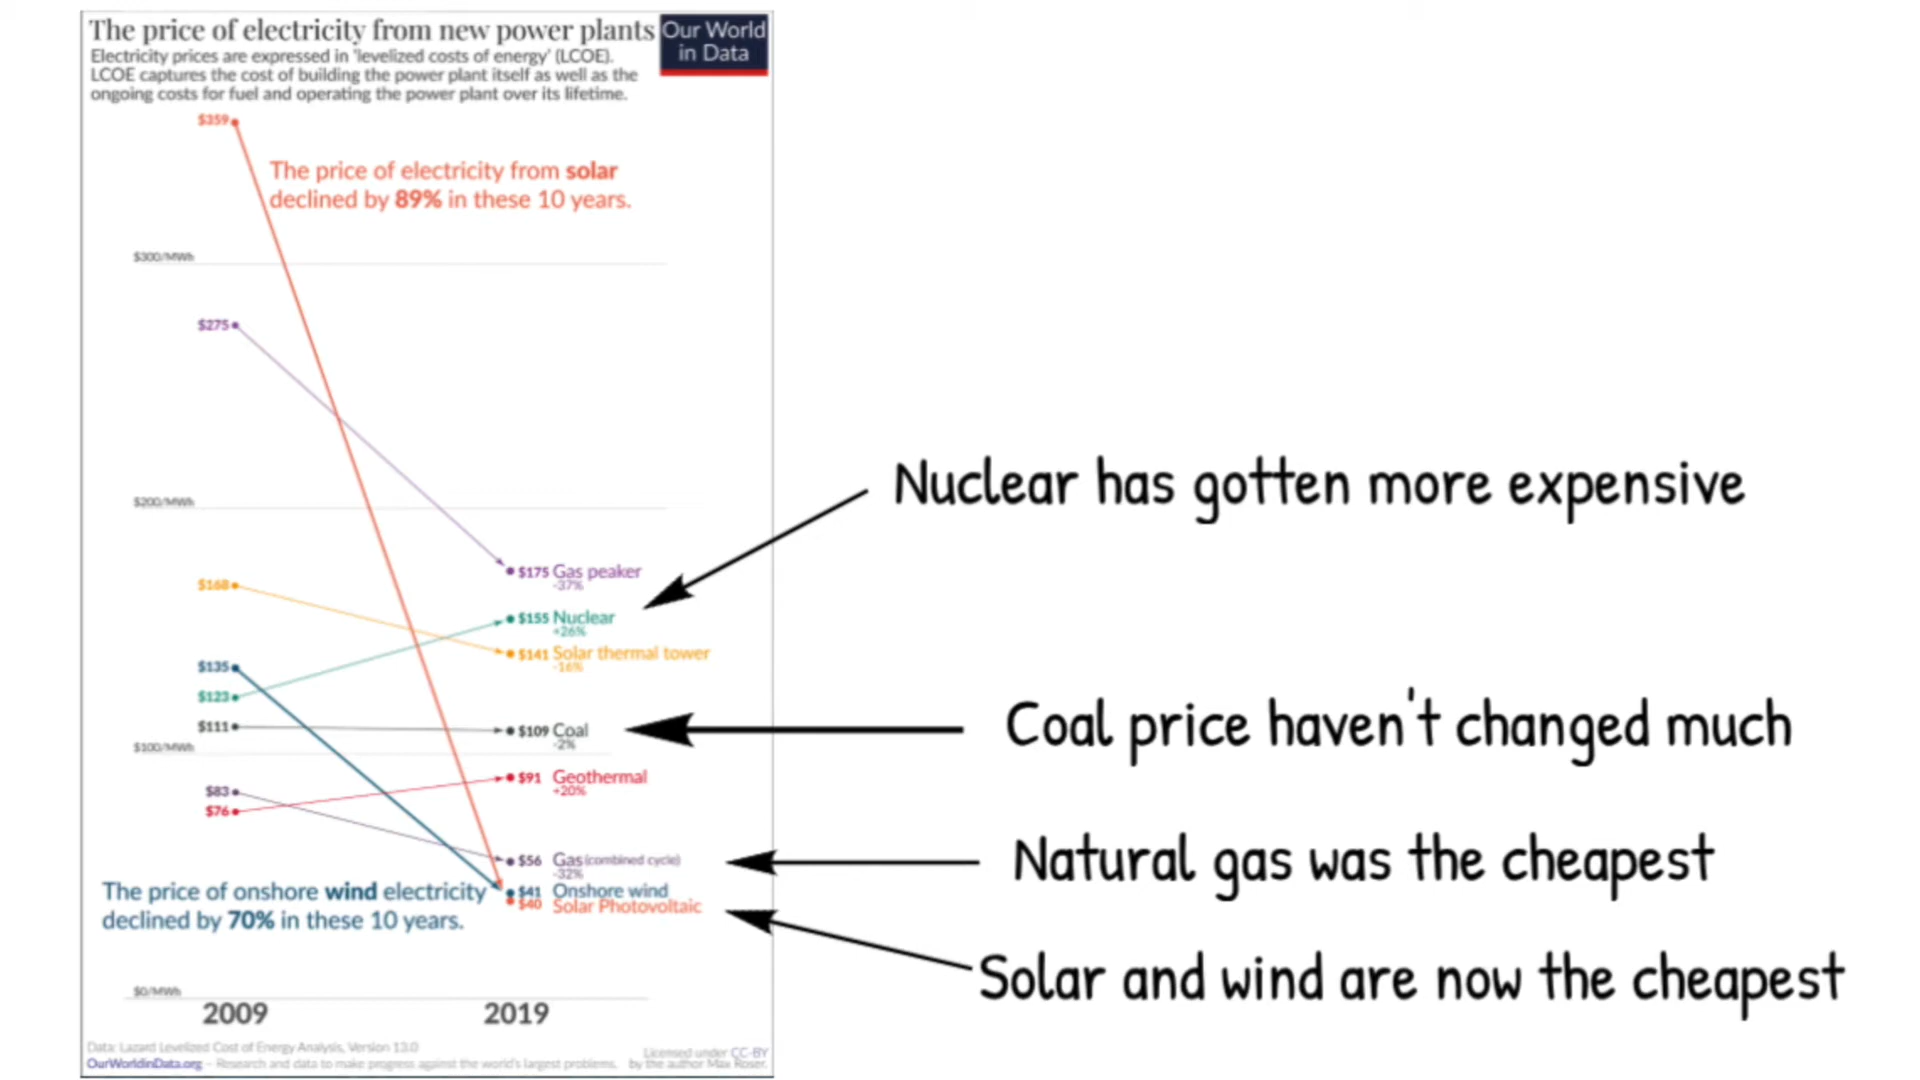 The price of electricity from new power plants
Our World
in Data
Electricity prices are expressed in 'levelized costs of energy' (LCOE).
LCOE captures the cost of building the power plant itself as well as the
ongoing costs for fuel and operating the power plant over its lifetime.
$359
The price of electricity from solar
declined by 89% in these 10 years.
$300/MWh
$275
$200/MWh
$175 Gas peaker
-37%
$168
$155 Nuclear
+26%
$141 Solar thermal tower
-16%
$135
$123
$111
$109 Coal
-2%
$100/MWh
$91 Geothermal
+20%
$83
$76
$56 Gas (combined cycle)
-32%
The price of onshore wind electricity
declined by 70% in these 10 years.
$41 Onshore wind
$40 Solar Photovoltaic
$0/MWh
2009
2019
Data: Lazard Levelized Cost of Energy Analysis, Version 13.0
OurWorldinData.org – Research and data to make progress against the world's largest problems.
Licensed under CC-BY
by the author Max Roser.
Nuclear has gotten more expensive
Coal price haven't changed much
Natural gas was the cheapest
Solar and wind are now the cheapest